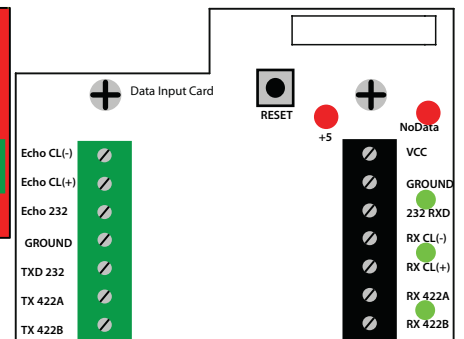 Data Input Card
RESET
+5
NoData
Echo CL(-)
Echo CL(+)
Echo 232
GROUND
TXD 232
TX 422A
TX 422B
VCC
GROUND
232 RXD
RX CL(-)
RX CL(+)
RX 422A
RX 422B